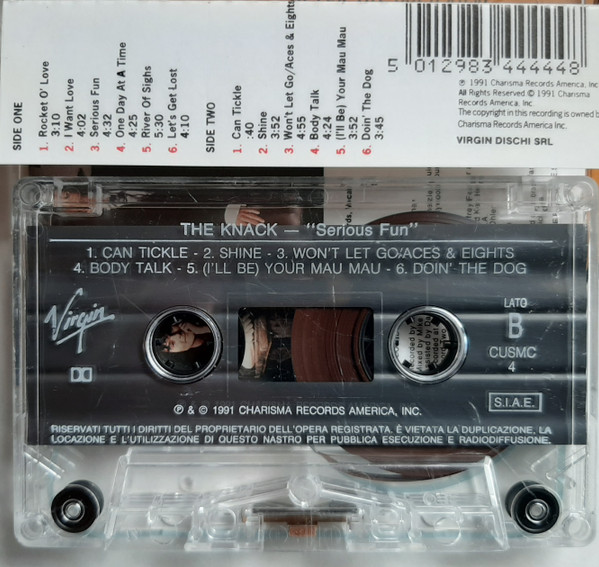 SIDE ONE
1. Rocket O' Love
3:10
2. I Want Love
4:02
3. Serious Fun
4:32
4. One Day At A Time
4:25
5. River Of Sighs
5:30
6. Let's Get Lost
4:10
SIDE TWO
1. Can Tickle
:40
2. Shine
3:52
3. Won't Let Go/Aces & Eights
4:55
4. Body Talk
4:24
5. (I'll Be) Your Mau Mau
3:52
6. Doin' The Dog
3:45
5 012983 444448
℗ 1991 Charisma Records America, Inc
All Rights Reserved © 1991 Charisma
Records America, Inc.
The copyright in this recording is owned b
Charisma Records America Inc.
VIRGIN DISCHI SRL
THE KNACK — "Serious Fun"
1. CAN TICKLE - 2. SHINE - 3. WON'T LET GO/ACES & EIGHTS
4. BODY TALK - 5. (I'LL BE) YOUR MAU MAU - 6. DOIN' THE DOG
Virgin
LATO
B
CUSMC
4
S.I.A.E.
℗ & © 1991 CHARISMA RECORDS AMERICA, INC.
RISERVATI TUTTI I DIRITTI DEL PROPRIETARIO DELL'OPERA REGISTRATA. È VIETATA LA DUPLICAZIONE, LA
LOCAZIONE E L'UTILIZZAZIONE DI QUESTO NASTRO PER PUBBLICA ESECUZIONE E RADIODIFFUSIONE.